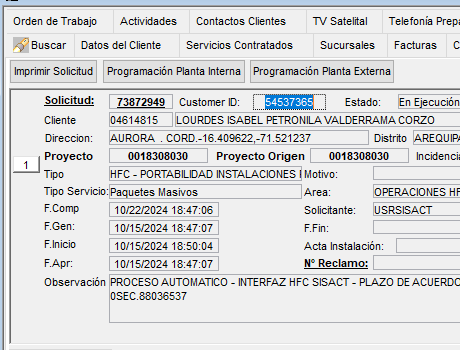 Orden de Trabajo Actividades Contactos Clientes TV Satelital Telefonía Prepa
Buscar Datos del Cliente Servicios Contratados Sucursales Facturas C
Imprimir Solicitud Programación Planta Interna Programación Planta Externa
Solicitud: 73872949 Customer ID: 54537365 Estado: En Ejecución
Cliente 04614815 LOURDES ISABEL PETRONILA VALDERRAMA CORZO
Direccion: AURORA . CORD.-16.409622,-71.521237 Distrito AREQUIPA
1 Proyecto 0018308030 Proyecto Origen 0018308030 Incidencia
Tipo HFC - PORTABILIDAD INSTALACIONES Motivo:
Tipo Servicio: Paquetes Masivos Area: OPERACIONES HF
F.Comp 10/22/2024 18:47:06 Solicitante: USRSISACT
F.Gen: 10/15/2024 18:47:07 F.Fin:
F.Inicio 10/15/2024 18:50:04 Acta Instalación:
F.Apr: 10/15/2024 18:47:07 Nº Reclamo:
Observación PROCESO AUTOMATICO - INTERFAZ HFC SISACT - PLAZO DE ACUERDO
0SEC.88036537